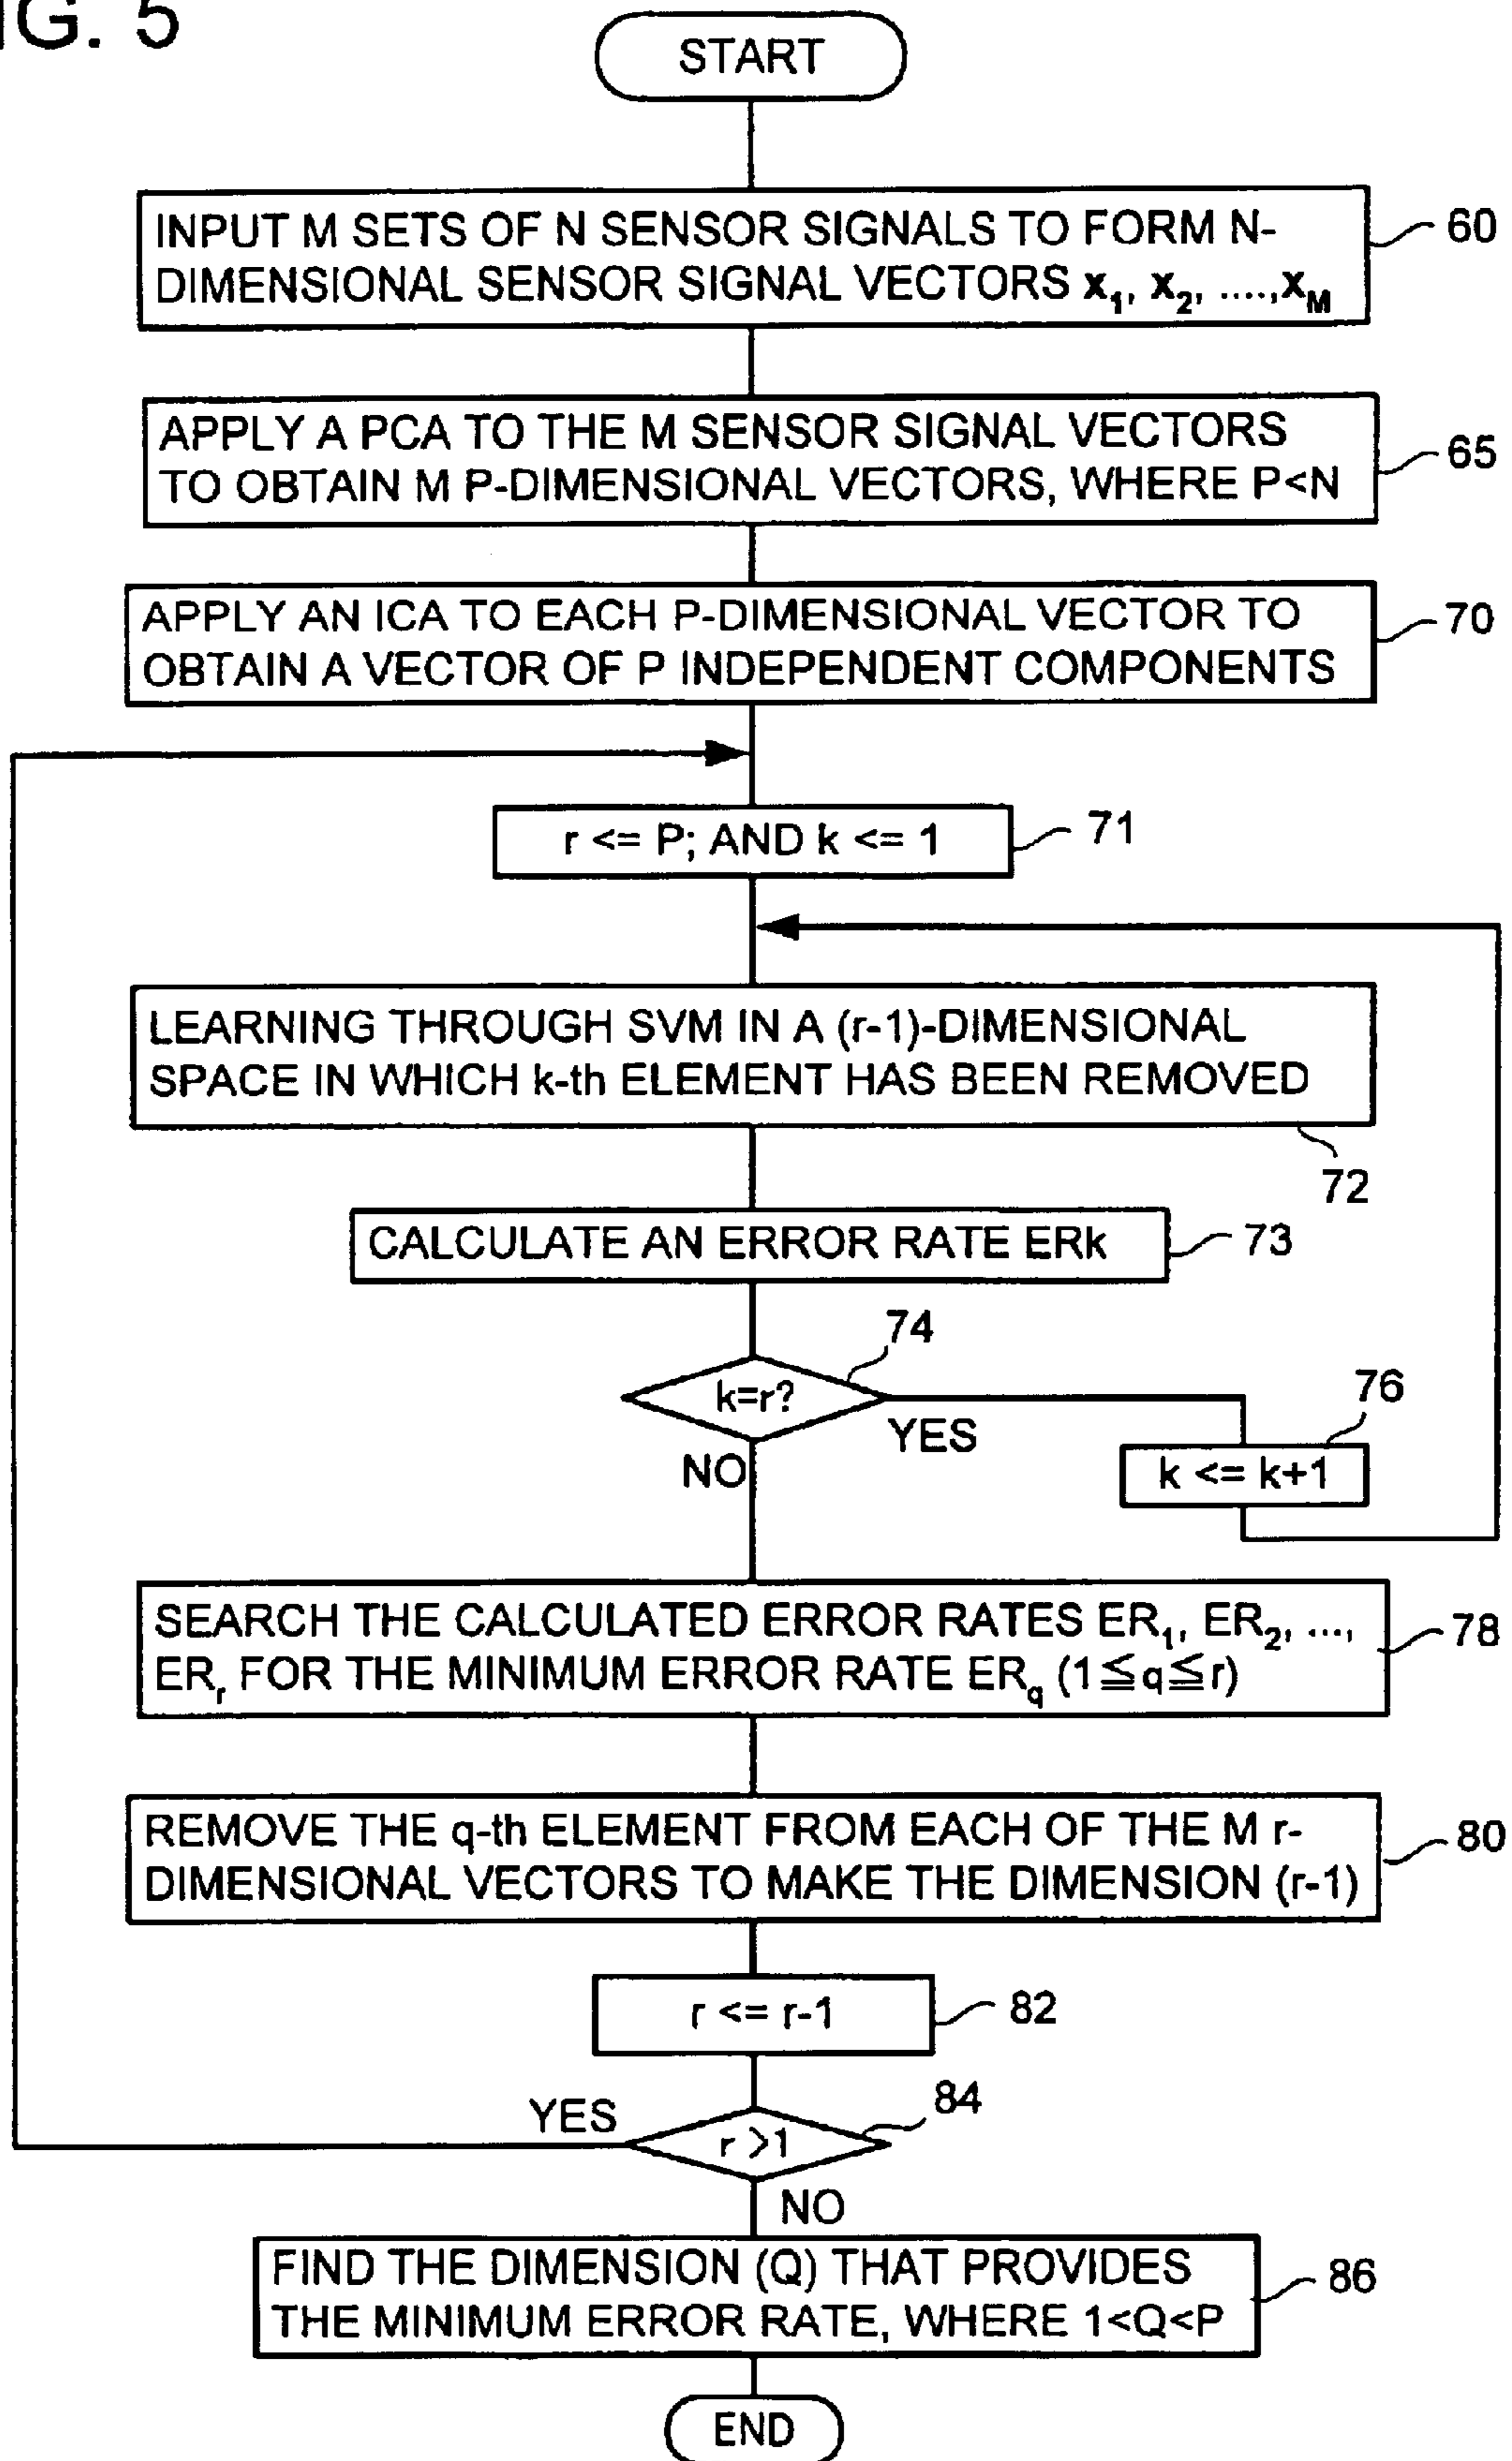 IG. 5
START
INPUT M SETS OF N SENSOR SIGNALS TO FORM N-
DIMENSIONAL SENSOR SIGNAL VECTORS x1, x2, ....,xM
60
APPLY A PCA TO THE M SENSOR SIGNAL VECTORS
TO OBTAIN M P-DIMENSIONAL VECTORS, WHERE P<N
65
APPLY AN ICA TO EACH P-DIMENSIONAL VECTOR TO
OBTAIN A VECTOR OF P INDEPENDENT COMPONENTS
70
r <= P; AND k <= 1
71
LEARNING THROUGH SVM IN A (r-1)-DIMENSIONAL
SPACE IN WHICH k-th ELEMENT HAS BEEN REMOVED
72
CALCULATE AN ERROR RATE ERk
73
74
k=r?
YES
NO
76
k <= k+1
SEARCH THE CALCULATED ERROR RATES ER1, ER2, ...,
ERr FOR THE MINIMUM ERROR RATE ERq (1≦q≦r)
78
REMOVE THE q-th ELEMENT FROM EACH OF THE M r-
DIMENSIONAL VECTORS TO MAKE THE DIMENSION (r-1)
80
r <= r-1
82
84
YES
r >1
NO
FIND THE DIMENSION (Q) THAT PROVIDES
THE MINIMUM ERROR RATE, WHERE 1<Q<P
86
END